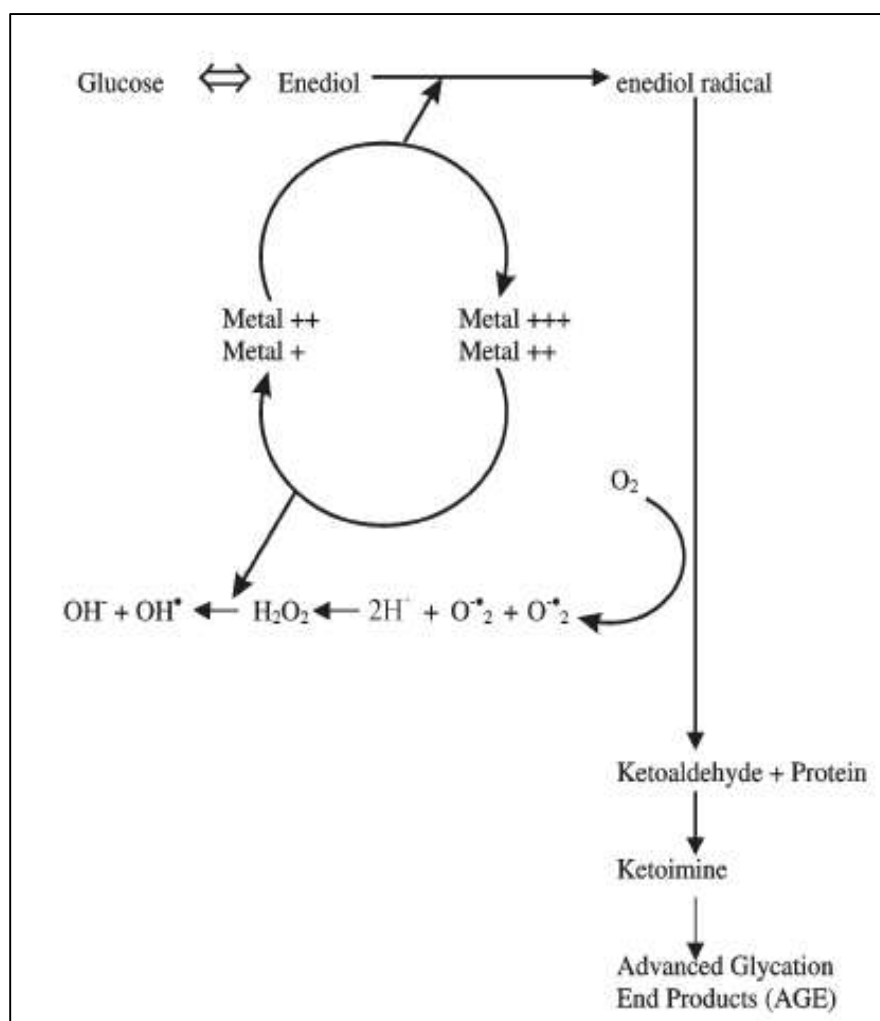 Glucose ⇔ Enediol → enediol radical
Metal ++ Metal +++
Metal + Metal ++
O₂
OH⁻ + OH• ← H₂O₂ ← 2H⁺ + O⁻•₂ + O⁻•₂
Ketoaldehyde + Protein
Ketoimine
Advanced Glycation
End Products (AGE)